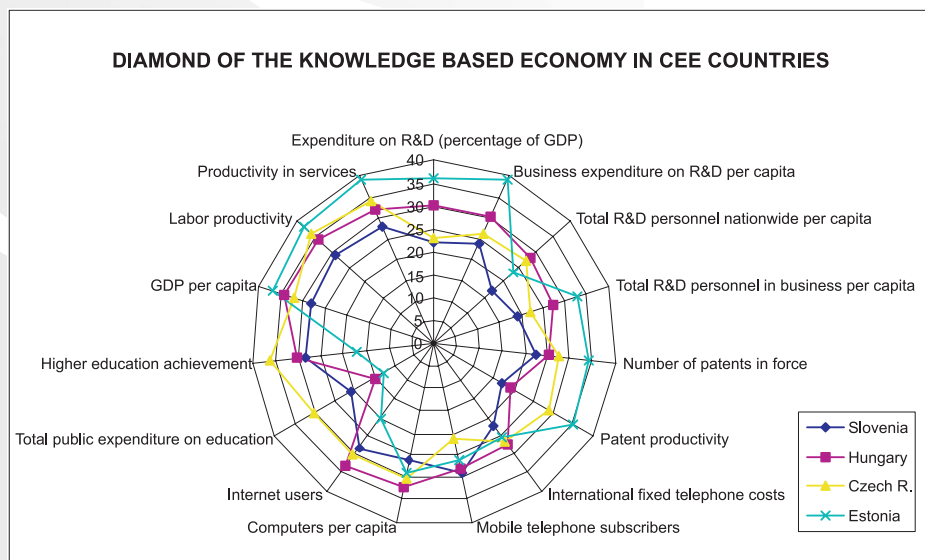 DIAMOND OF THE KNOWLEDGE BASED ECONOMY IN CEE COUNTRIES
Expenditure on R&D (percentage of GDP)
Business expenditure on R&D per capita
Total R&D personnel nationwide per capita
Total R&D personnel in business per capita
Number of patents in force
Patent productivity
International fixed telephone costs
Mobile telephone subscribers
Computers per capita
Internet users
Total public expenditure on education
Higher education achievement
GDP per capita
Labor productivity
Productivity in services
40
35
30
25
20
15
10
5
0
Slovenia
Hungary
Czech R.
Estonia